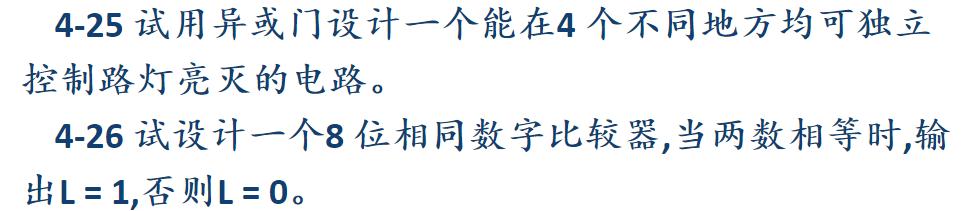 4-25 试用异或门设计一个能在4 个不同地方均可独立
控制路灯亮灭的电路。
4-26 试设计一个8 位相同数字比较器,当两数相等时,输
出L = 1,否则L = 0。